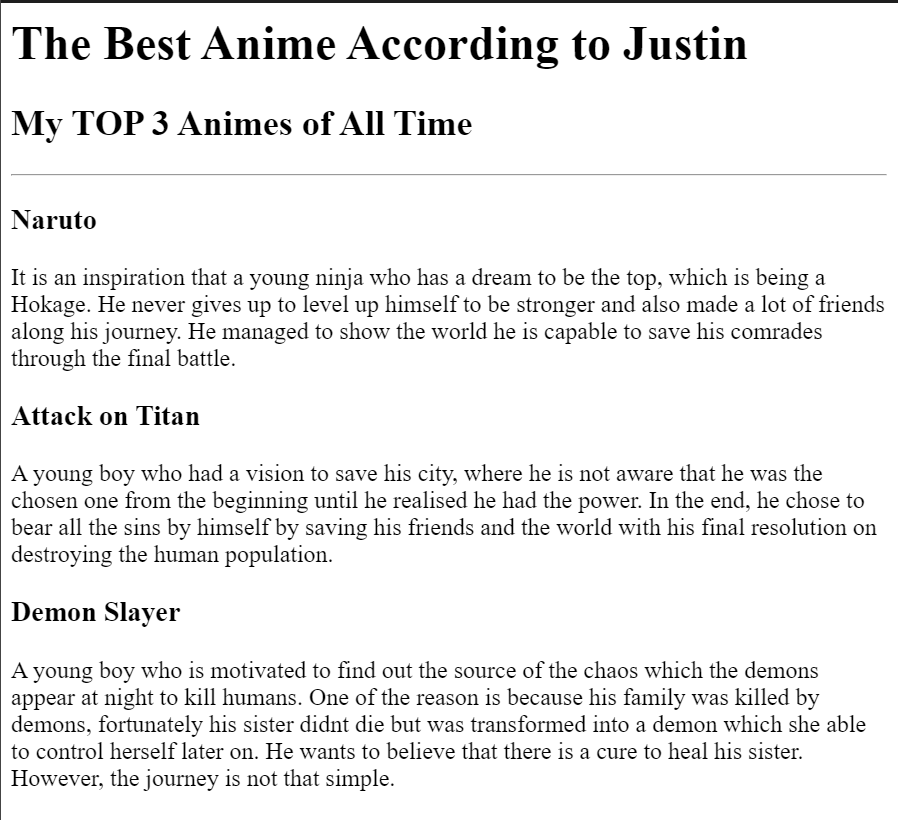 The Best Anime According to Justin
My TOP 3 Animes of All Time
Naruto
It is an inspiration that a young ninja who has a dream to be the top, which is being a
Hokage. He never gives up to level up himself to be stronger and also made a lot of friends
along his journey. He managed to show the world he is capable to save his comrades
through the final battle.
Attack on Titan
A young boy who had a vision to save his city, where he is not aware that he was the
chosen one from the beginning until he realised he had the power. In the end, he chose to
bear all the sins by himself by saving his friends and the world with his final resolution on
destroying the human population.
Demon Slayer
A young boy who is motivated to find out the source of the chaos which the demons
appear at night to kill humans. One of the reason is because his family was killed by
demons, fortunately his sister didnt die but was transformed into a demon which she able
to control herself later on. He wants to believe that there is a cure to heal his sister.
However, the journey is not that simple.